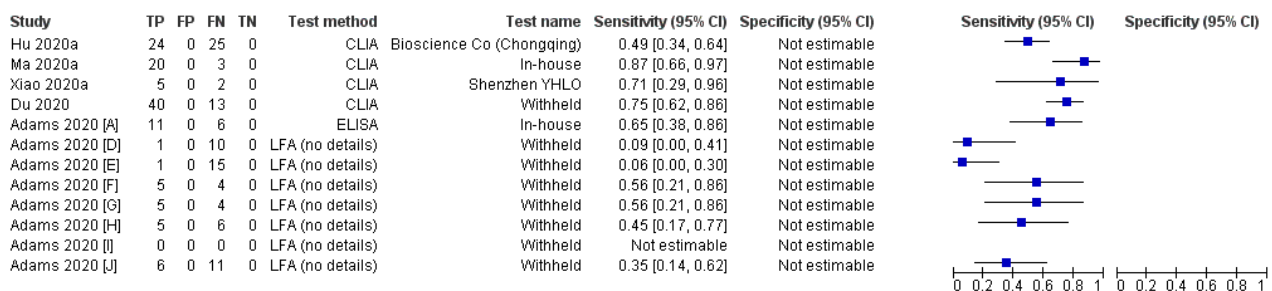 Study TP FP FN TN Test method Test name Sensitivity (95% CI) Specificity (95% CI) Sensitivity (95% CI) Specificity (95% CI)
Hu 2020a 24 0 25 0 CLIA Bioscience Co (Chongqing) 0.49 [0.34, 0.64] Not estimable
Ma 2020a 20 0 3 0 CLIA In-house 0.87 [0.66, 0.97] Not estimable
Xiao 2020a 5 0 2 0 CLIA Shenzhen YHLO 0.71 [0.29, 0.96] Not estimable
Du 2020 40 0 13 0 CLIA Withheld 0.75 [0.62, 0.86] Not estimable
Adams 2020 [A] 11 0 6 0 ELISA In-house 0.65 [0.38, 0.86] Not estimable
Adams 2020 [D] 1 0 10 0 LFA (no details) Withheld 0.09 [0.00, 0.41] Not estimable
Adams 2020 [E] 1 0 15 0 LFA (no details) Withheld 0.06 [0.00, 0.30] Not estimable
Adams 2020 [F] 5 0 4 0 LFA (no details) Withheld 0.56 [0.21, 0.86] Not estimable
Adams 2020 [G] 5 0 4 0 LFA (no details) Withheld 0.56 [0.21, 0.86] Not estimable
Adams 2020 [H] 5 0 6 0 LFA (no details) Withheld 0.45 [0.17, 0.77] Not estimable
Adams 2020 [I] 0 0 0 0 LFA (no details) Withheld Not estimable Not estimable
Adams 2020 [J] 6 0 11 0 LFA (no details) Withheld 0.35 [0.14, 0.62] Not estimable
0 0.2 0.4 0.6 0.8 1 0 0.2 0.4 0.6 0.8 1